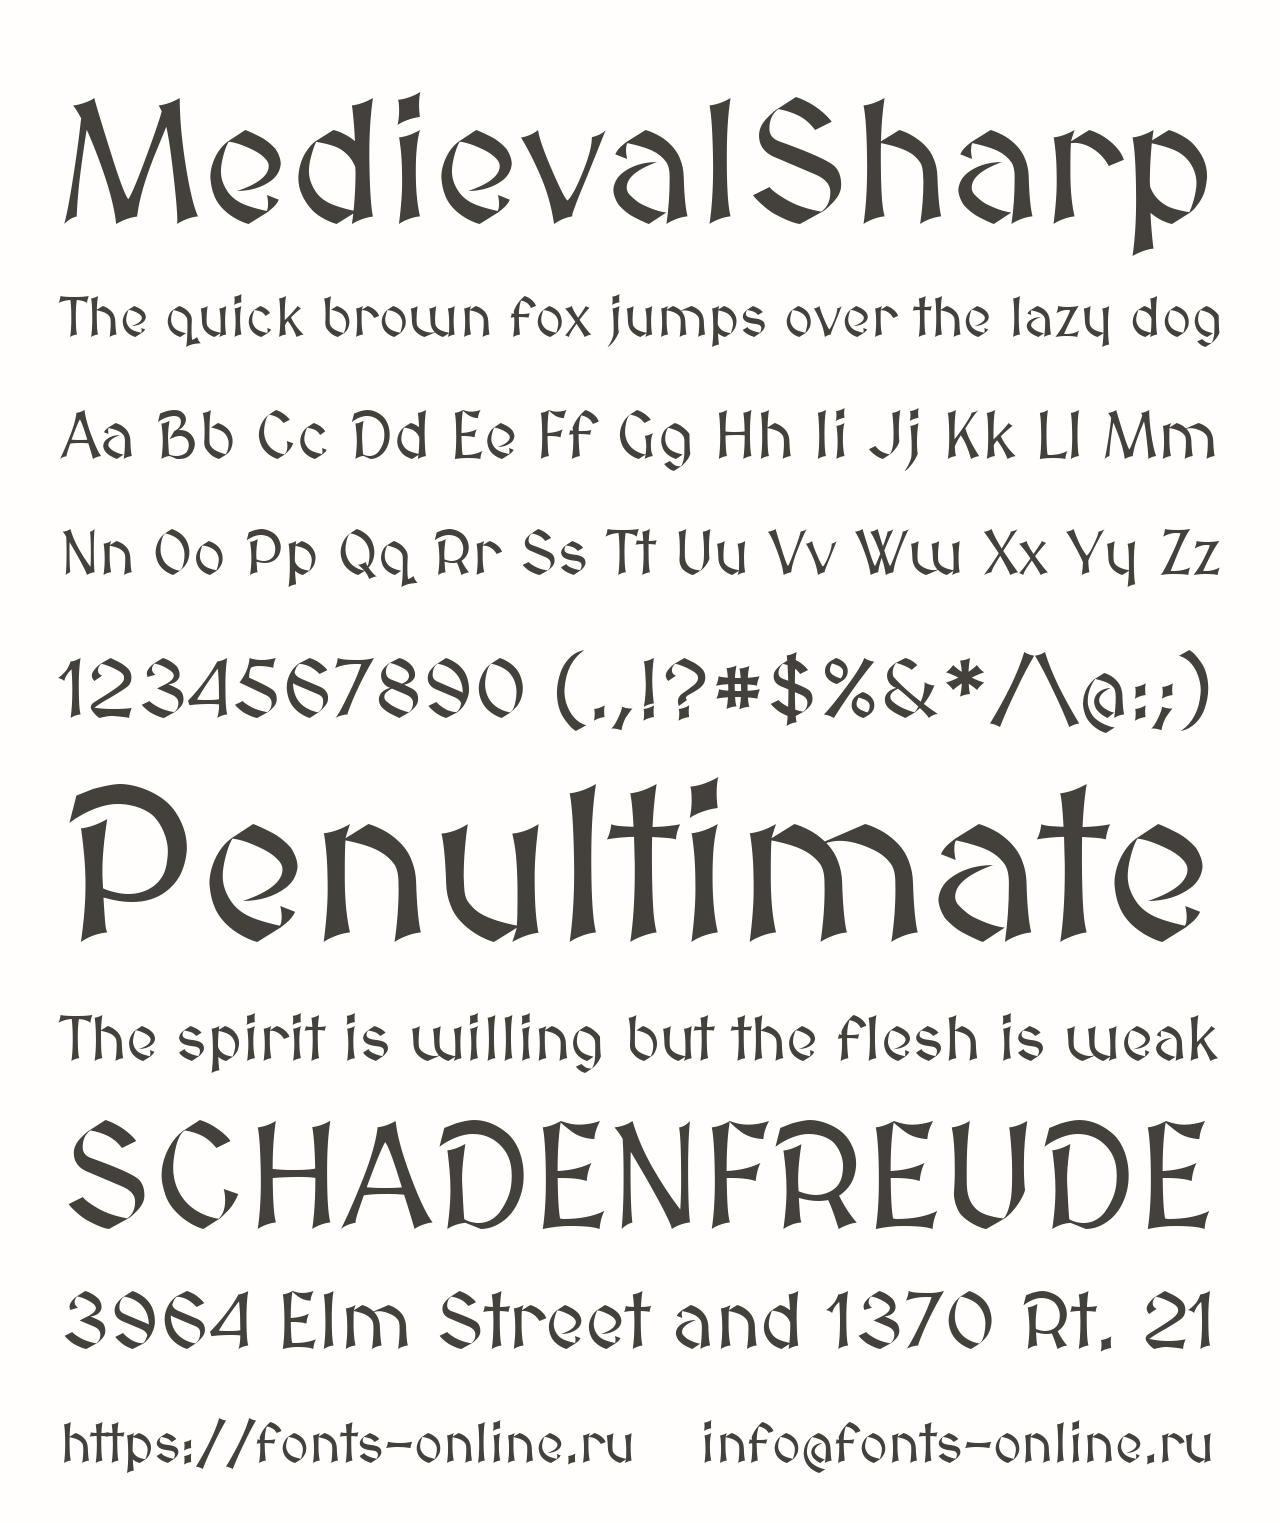 MedievalSharp
The quick brown fox jumps over the lazy dog
Aa Bb Cc Dd Ee Ff Gg Hh Ii Jj Kk Ll Mm
Nn Oo Pp Qq Rr Ss Tt Uu Vv Ww Xx Yy Zz
1234567890 (.,!?#$%&*/\@:;)
Penultimate
The spirit is willing but the flesh is weak
SCHADENFREUDE
3964 Elm Street and 1370 Rt. 21
https://fonts-online.ru info@fonts-online.ru